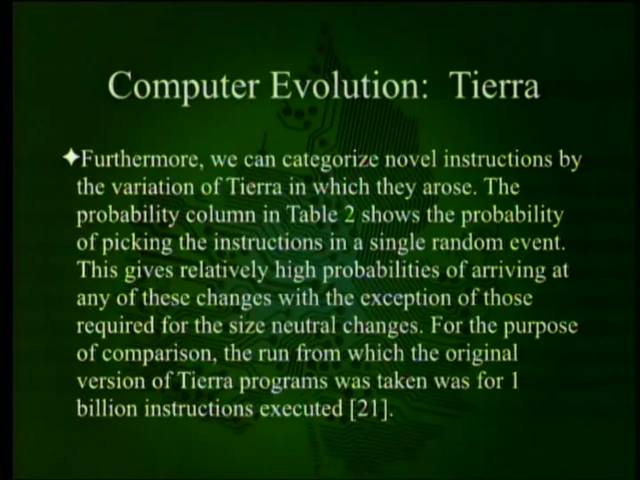 Computer Evolution: Tierra
✦Furthermore, we can categorize novel instructions by
the variation of Tierra in which they arose. The
probability column in Table 2 shows the probability
of picking the instructions in a single random event.
This gives relatively high probabilities of arriving at
any of these changes with the exception of those
required for the size neutral changes. For the purpose
of comparison, the run from which the original
version of Tierra programs was taken was for 1
billion instructions executed [21].